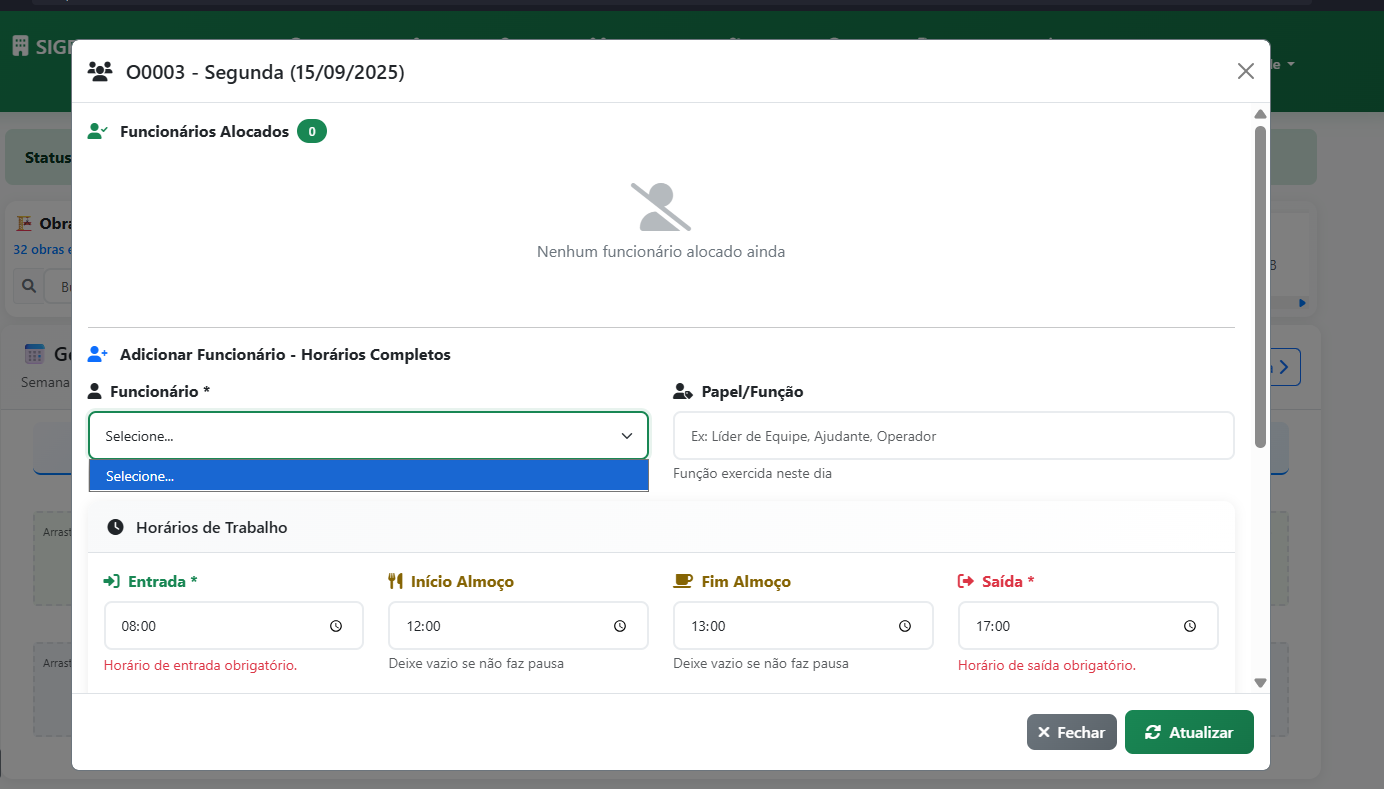 SIG
O0003 - Segunda (15/09/2025)
Funcionários Alocados 0
Status
Obra
32 obras e
Nenhum funcionário alocado ainda
Semana
Adicionar Funcionário - Horários Completos
Funcionário *
Papel/Função
Selecione...
Ex: Líder de Equipe, Ajudante, Operador
Selecione...
Função exercida neste dia
Arrast
Horários de Trabalho
Entrada *
Início Almoço
Fim Almoço
Saída *
08:00
12:00
13:00
17:00
Arrast
Horário de entrada obrigatório.
Deixe vazio se não faz pausa
Deixe vazio se não faz pausa
Horário de saída obrigatório.
Fechar
Atualizar